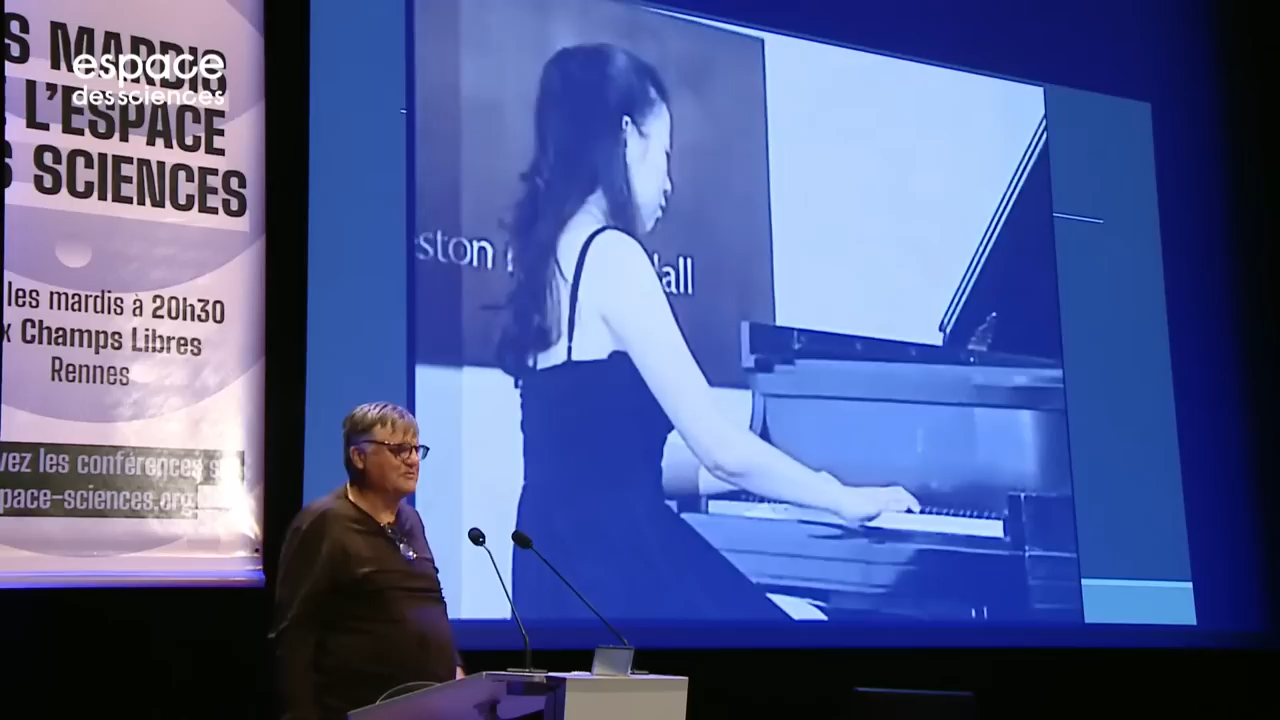 S MARDIS
L'ESPACE
SCIENCES
espace
des sciences
les mardis à 20h30
Champs Libres
Rennes
vez les conférences
pace-sciences.org
ston
all